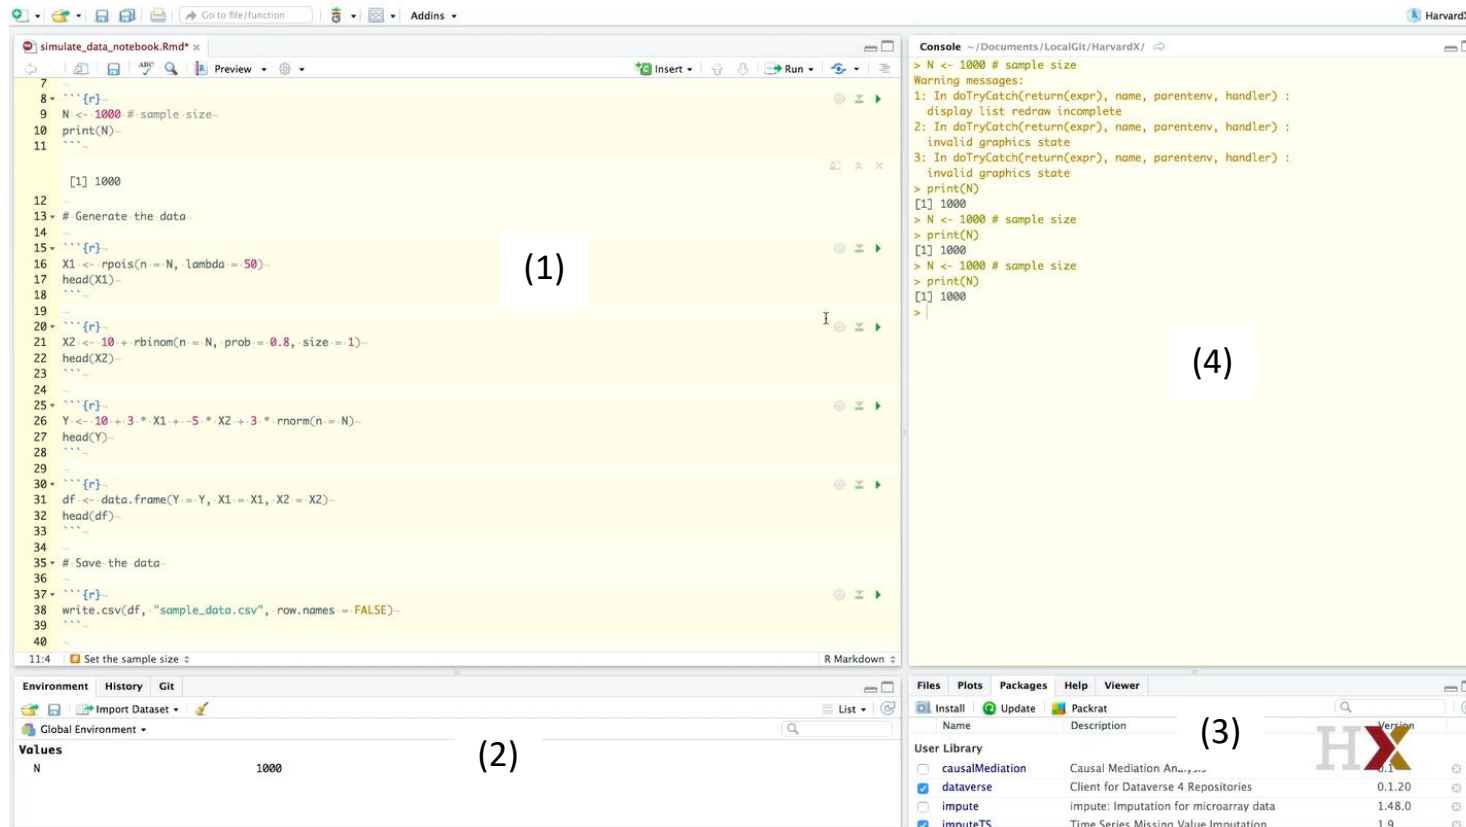 Go to file/function
Addins
HarvardX
simulate_data_notebook.Rmd*
ABC
Preview
Insert
Run
7
8 ```{r}
9 N <- 1000 # sample size
10 print(N)
11 ```
[1] 1000
12
13 # Generate the data
14
15 ```{r}
16 X1 <- rpois(n = N, lambda = 50)
17 head(X1)
18 ```
19
20 ```{r}
21 X2 <- 10 + rbinom(n = N, prob = 0.8, size = 1)
22 head(X2)
23 ```
24
25 ```{r}
26 Y <- 10 + 3 * X1 + -5 * X2 + 3 * rnorm(n = N)
27 head(Y)
28 ```
29
30 ```{r}
31 df <- data.frame(Y = Y, X1 = X1, X2 = X2)
32 head(df)
33 ```
34
35 # Save the data
36
37 ```{r}
38 write.csv(df, "sample_data.csv", row.names = FALSE)
39 ```
40
11:4 Set the sample size R Markdown
(1)
Console ~/Documents/LocalGit/HarvardX/
> N <- 1000 # sample size
Warning messages:
1: In doTryCatch(return(expr), name, parentenv, handler) :
display list redraw incomplete
2: In doTryCatch(return(expr), name, parentenv, handler) :
invalid graphics state
3: In doTryCatch(return(expr), name, parentenv, handler) :
invalid graphics state
> print(N)
[1] 1000
> N <- 1000 # sample size
> print(N)
[1] 1000
> N <- 1000 # sample size
> print(N)
[1] 1000
>
(4)
Environment History Git
Import Dataset List
Global Environment
Values
N 1000
(2)
Files Plots Packages Help Viewer
Install Update Packrat
Name Description Version
(3)
User Library
causalMediation Causal Mediation 0.1
dataverse Client for Dataverse 4 Repositories 0.1.20
impute impute: Imputation for microarray data 1.48.0
imputeTS Time Series Missing Value Imputation 1.9
HX